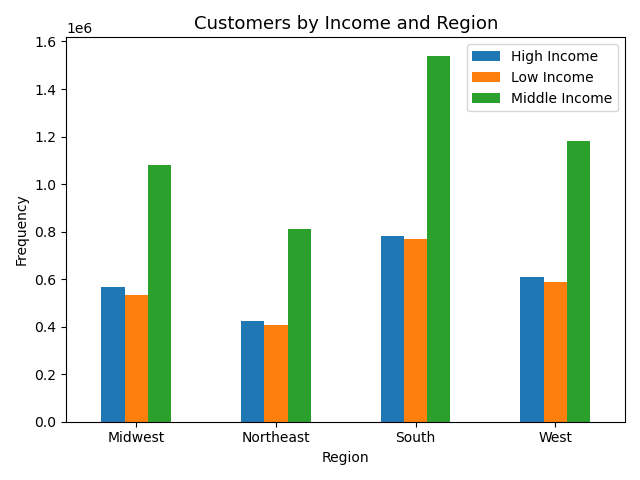 Customers by Income and Region
1e6
1.6
1.4
1.2
1.0
0.8
0.6
0.4
0.2
0.0
Frequency
High Income
Low Income
Middle Income
Midwest Northeast South West
Region